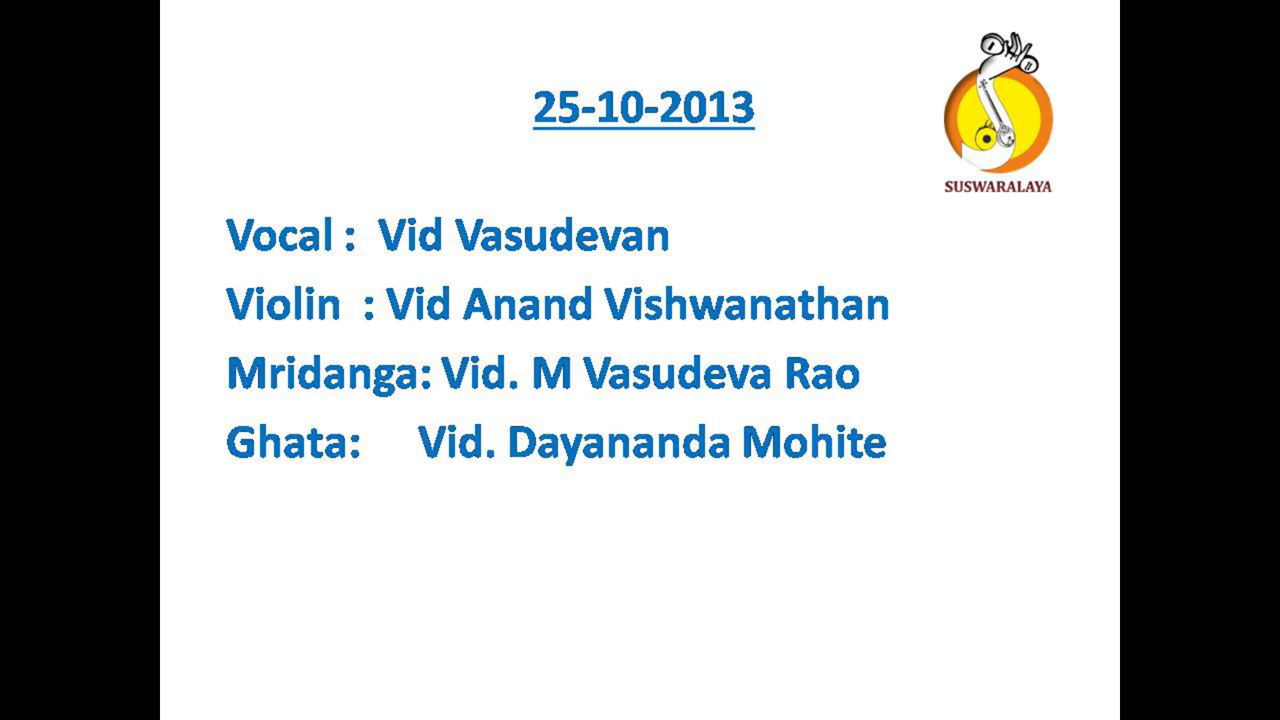 25-10-2013
SUSWARALAYA
Vocal : Vid Vasudevan
Violin : Vid Anand Vishwanathan
Mridanga: Vid. M Vasudeva Rao
Ghata: Vid. Dayananda Mohite